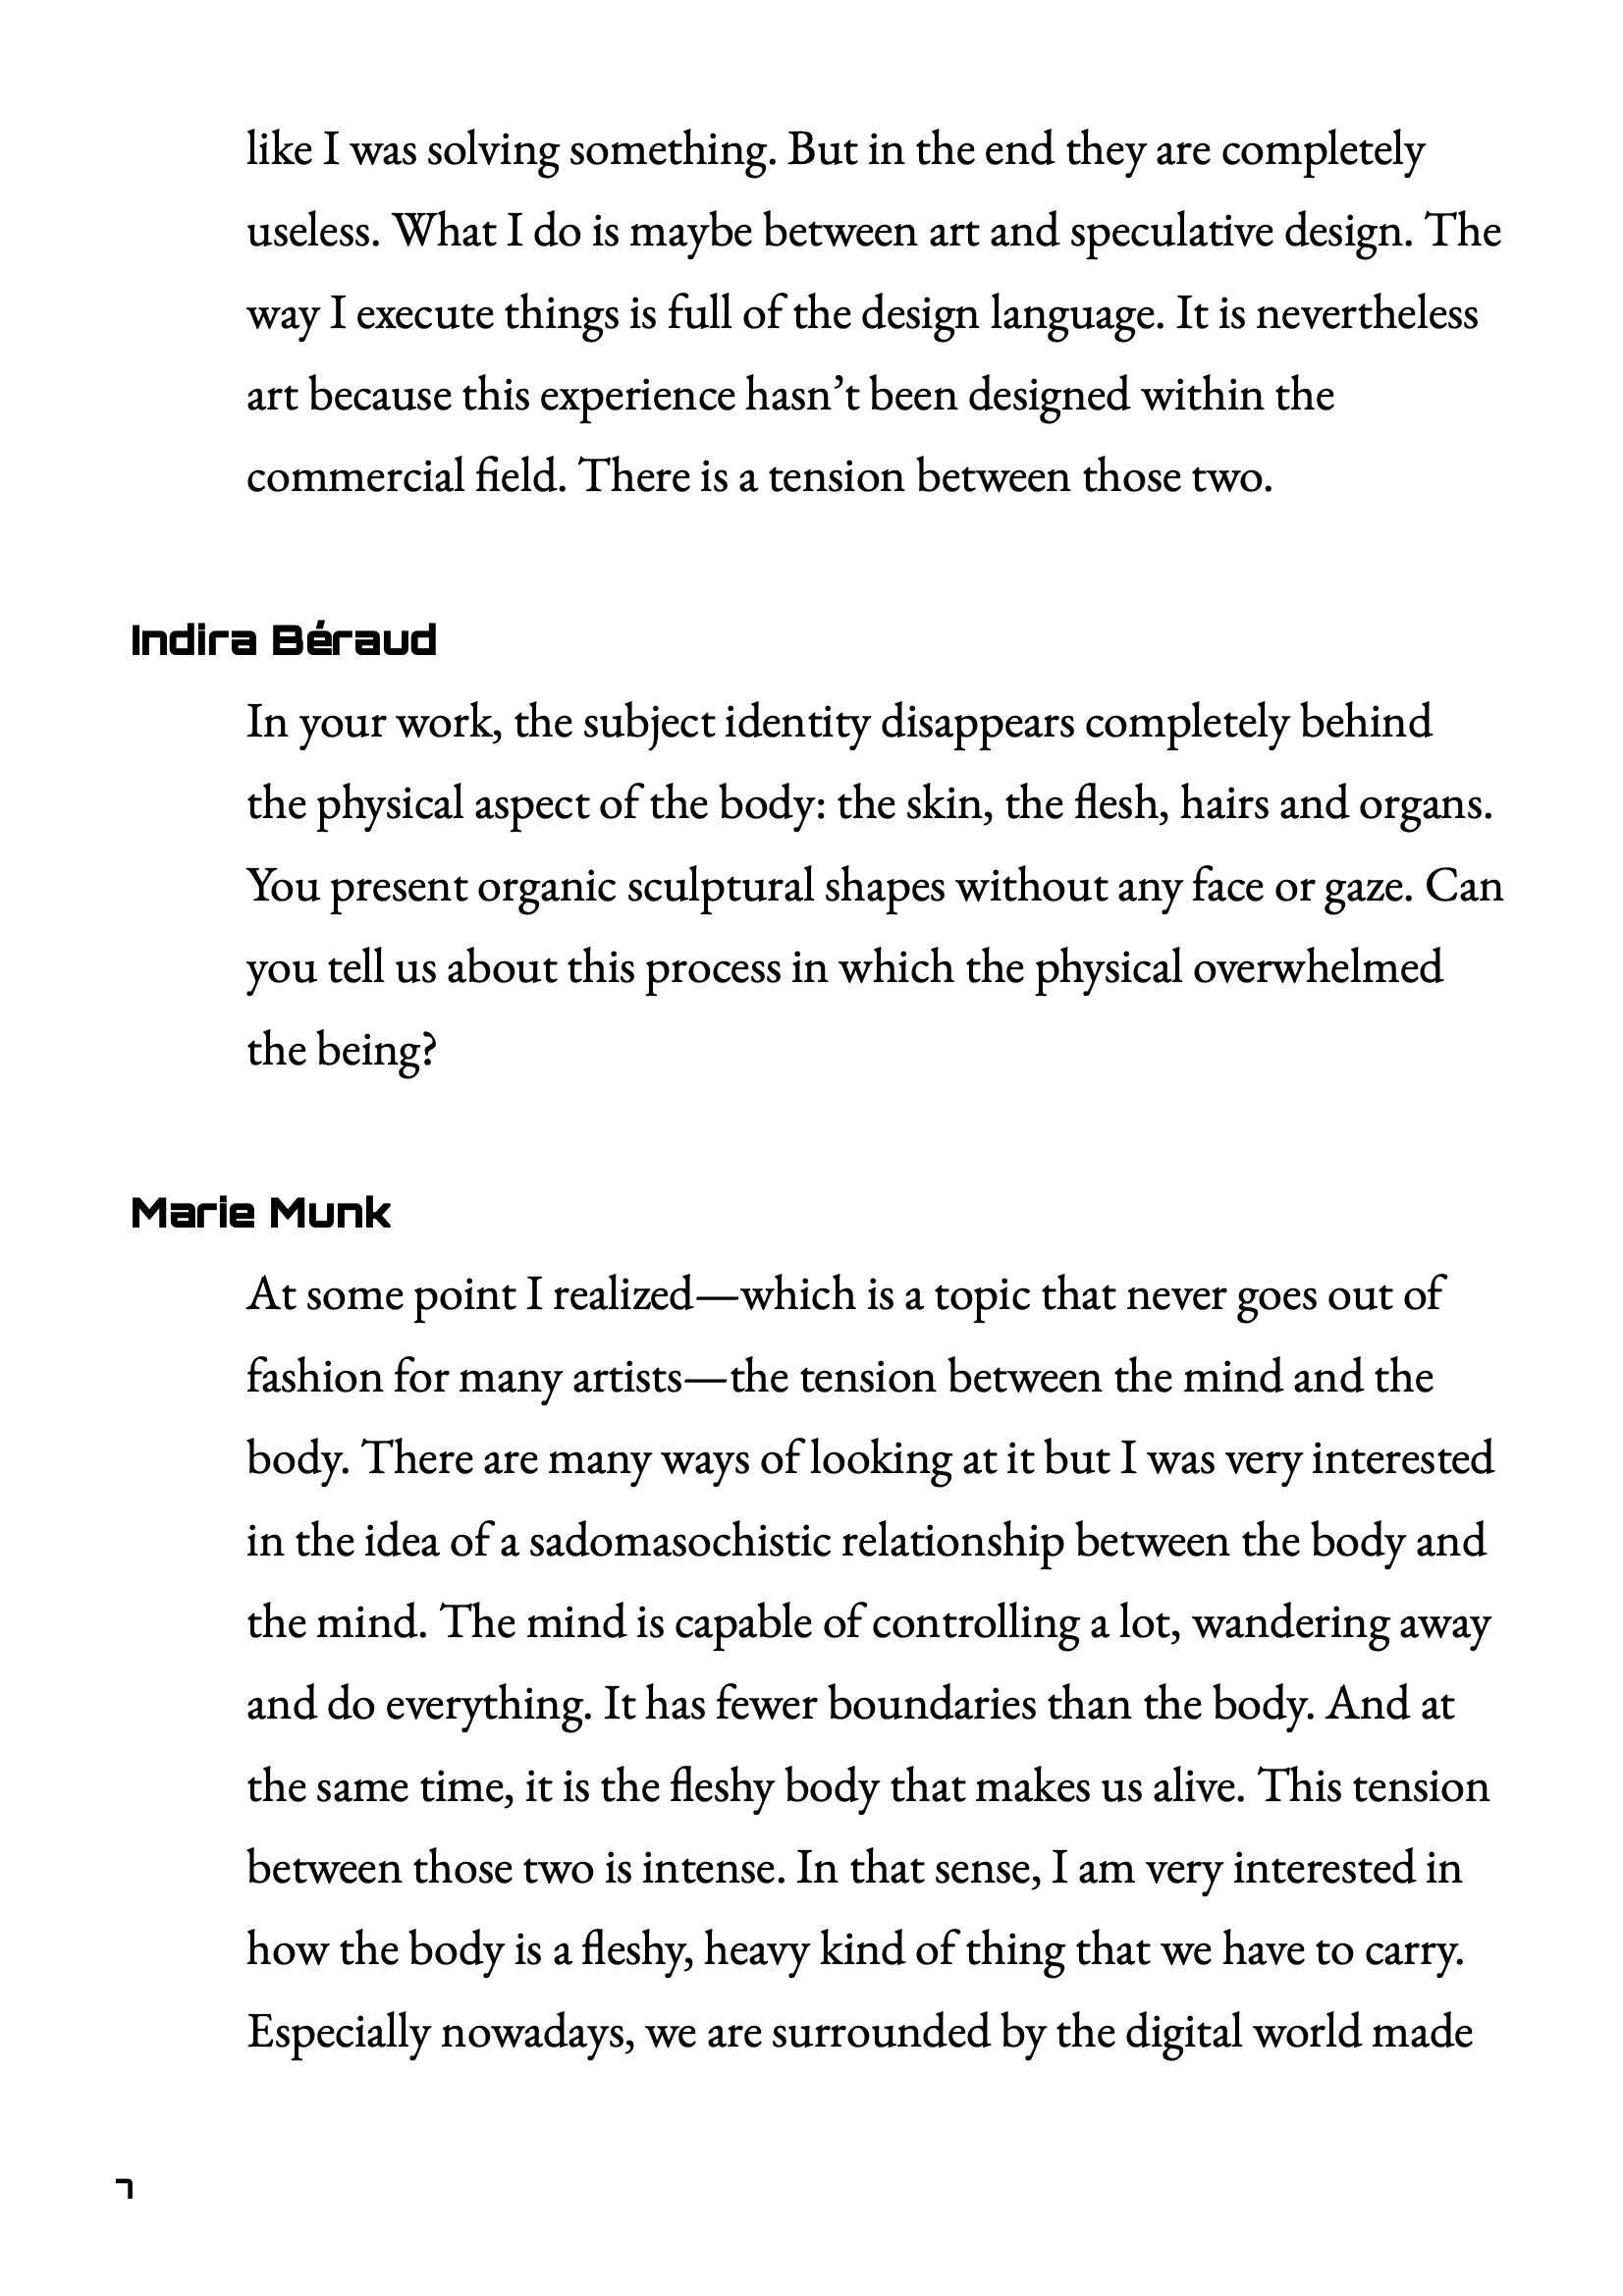 like I was solving something. But in the end they are completely
useless. What I do is maybe between art and speculative design. The
way I execute things is full of the design language. It is nevertheless
art because this experience hasn’t been designed within the
commercial field. There is a tension between those two.
Indira Béraud
In your work, the subject identity disappears completely behind
the physical aspect of the body: the skin, the flesh, hairs and organs.
You present organic sculptural shapes without any face or gaze. Can
you tell us about this process in which the physical overwhelmed
the being?
Marie Munk
At some point I realized—which is a topic that never goes out of
fashion for many artists—the tension between the mind and the
body. There are many ways of looking at it but I was very interested
in the idea of a sadomasochistic relationship between the body and
the mind. The mind is capable of controlling a lot, wandering away
and do everything. It has fewer boundaries than the body. And at
the same time, it is the fleshy body that makes us alive. This tension
between those two is intense. In that sense, I am very interested in
how the body is a fleshy, heavy kind of thing that we have to carry.
Especially nowadays, we are surrounded by the digital world made
7